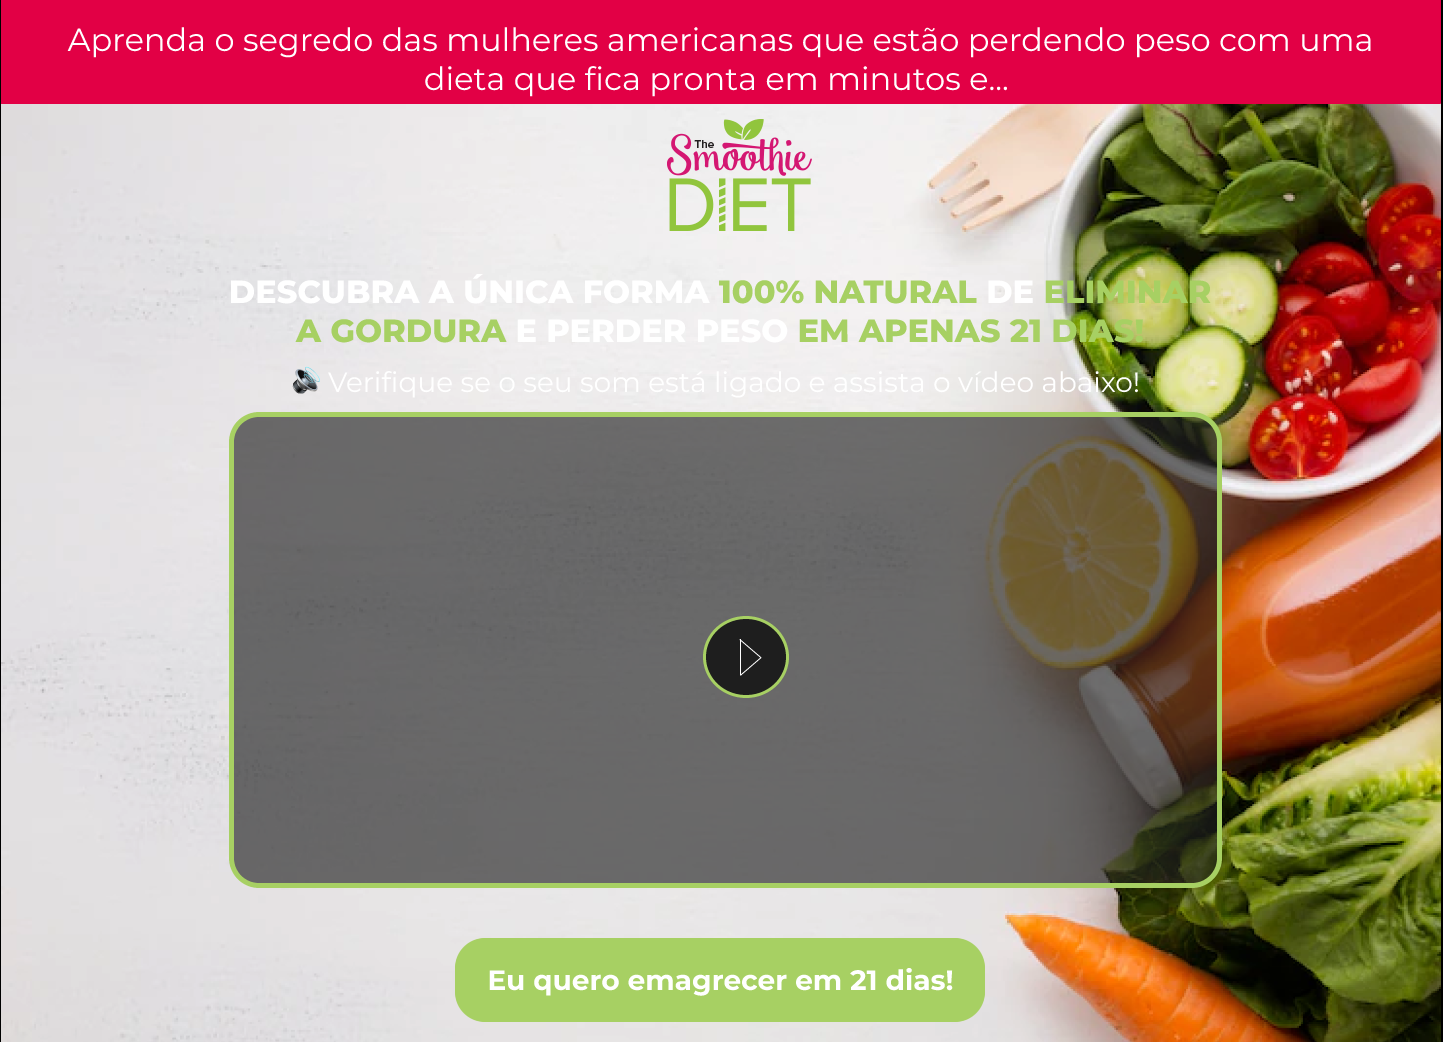 Aprenda o segredo das mulheres americanas que estão perdendo peso com uma
dieta que fica pronta em minutos e...
The
Smoothie
DIET
DESCUBRA A ÚNICA FORMA 100% NATURAL DE ELIMINAR
A GORDURA E PERDER PESO EM APENAS 21 DIAS!
🔊 Verifique se o seu som está ligado e assista o vídeo abaixo!
Eu quero emagrecer em 21 dias!